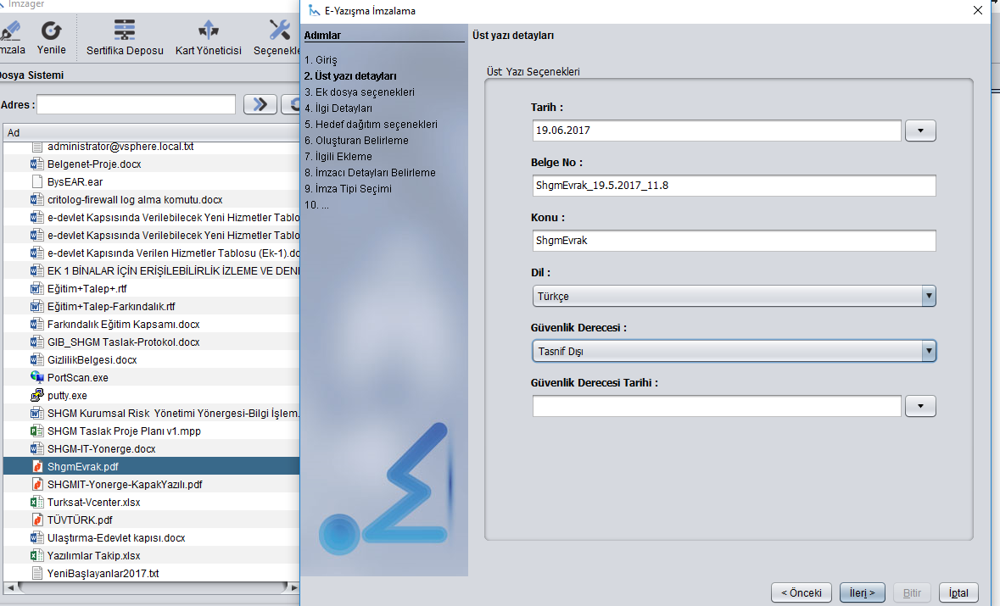 Imzager
E-Yazışma İmzalama
Yenile
Sertifika Deposu
Kart Yöneticisi
Dosya Sistemi
Adres :
Ad
administrator@vsphere.local.txt
Belgenet-Proje.docx
BysEAR.ear
critolog-firewall log alma komutu.docx
e-devlet Kapsısında Verilebilecek Yeni Hizmetler Tablo
e-devlet Kapsısında Verilebilecek Yeni Hizmetler Tablo
e-devlet Kapısında Verilen Hizmetler Tablosu (Ek-1).do
EK 1 BİNALAR İÇİN ERİŞİLEBİLİRLİK İZLEME VE DEN
Eğitim+Talep+.rtf
Eğitim+Talep-Farkındalık.rtf
Farkındalık Eğitim Kapsamı.docx
GIB_SHGM Taslak-Protokol.docx
GizlilikBelgesi.docx
PortScan.exe
putty.exe
SHGM Kurumsal Risk Yönetimi Yönergesi-Bilgi İşlem.
SHGM Taslak Proje Planı v1.mpp
SHGM-IT-Yonerge.docx
ShgmEvrak.pdf
SHGMIT-Yonerge-KapakYazılı.pdf
Turksat-Vcenter.xlsx
TÜVTÜRK.pdf
Ulaştırma-Edevlet kapısı.docx
Yazılımlar Takip.xlsx
YeniBaşlayanlar2017.txt
Adımlar
1. Giriş
2. Üst yazı detayları
3. Ek dosya seçenekleri
4. İlgi Detayları
5. Hedef dağıtım seçenekleri
6. Oluşturan Belirleme
7. İlgili Ekleme
8. İmzacı Detayları Belirleme
9. İmza Tipi Seçimi
10. ...
Üst yazı detayları
Üst Yazı Seçenekleri
Tarih :
19.06.2017
Belge No :
ShgmEvrak_19.5.2017_11.8
Konu :
ShgmEvrak
Dil :
Türkçe
Güvenlik Derecesi :
Tasnif Dışı
Güvenlik Derecesi Tarihi :
< Önceki
İleri >
Bitir
İptal